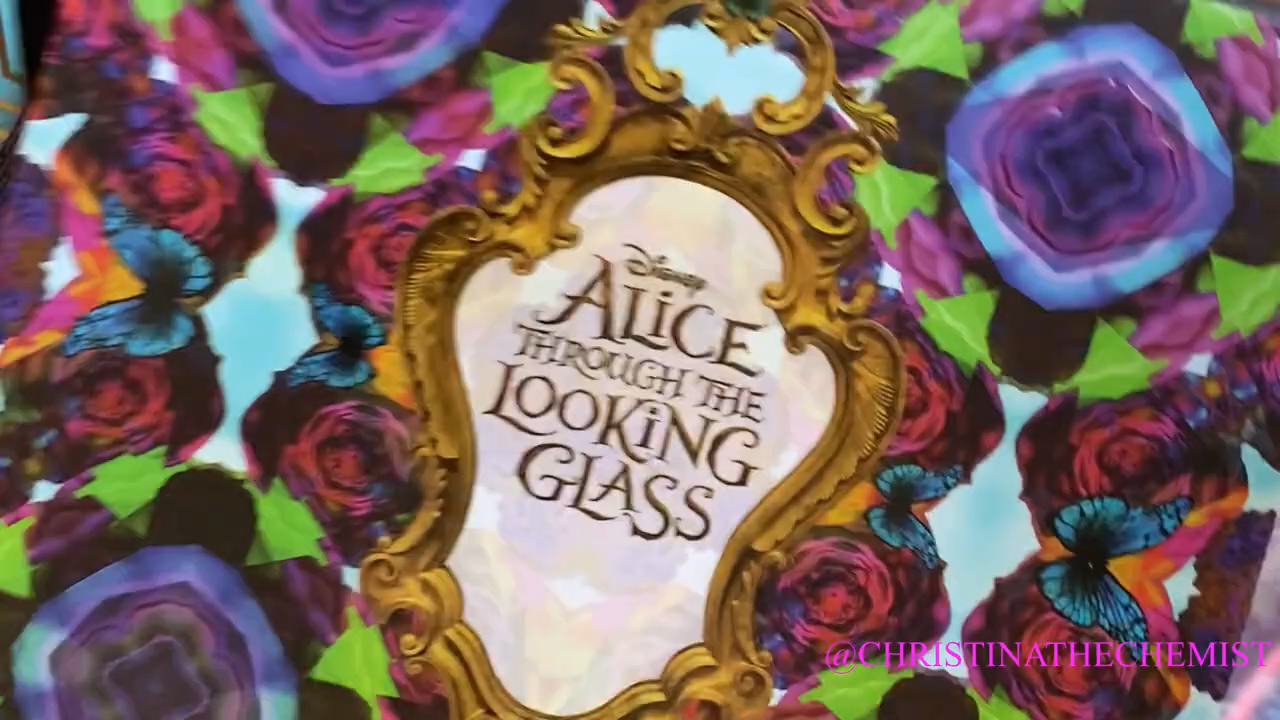 Disney
ALiCE
THROUGH THE
LOOKiNG
GLASS
@CHRISTINATHECHEMIST